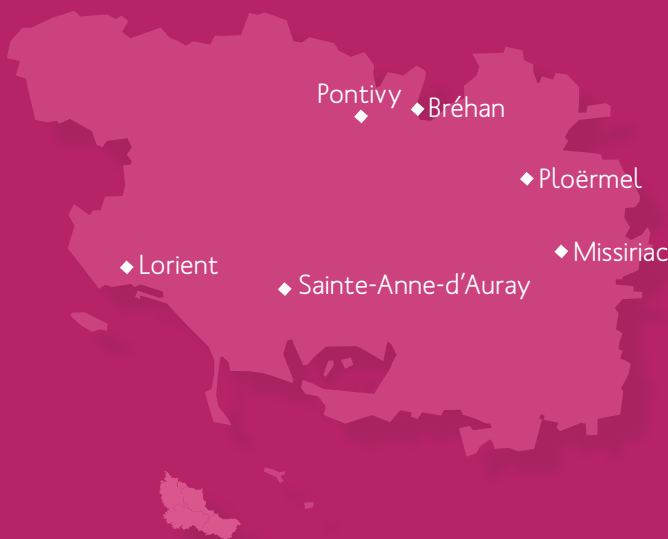 Pontivy
Bréhan
Ploërmel
Missiriac
Lorient
Sainte-Anne-d'Auray